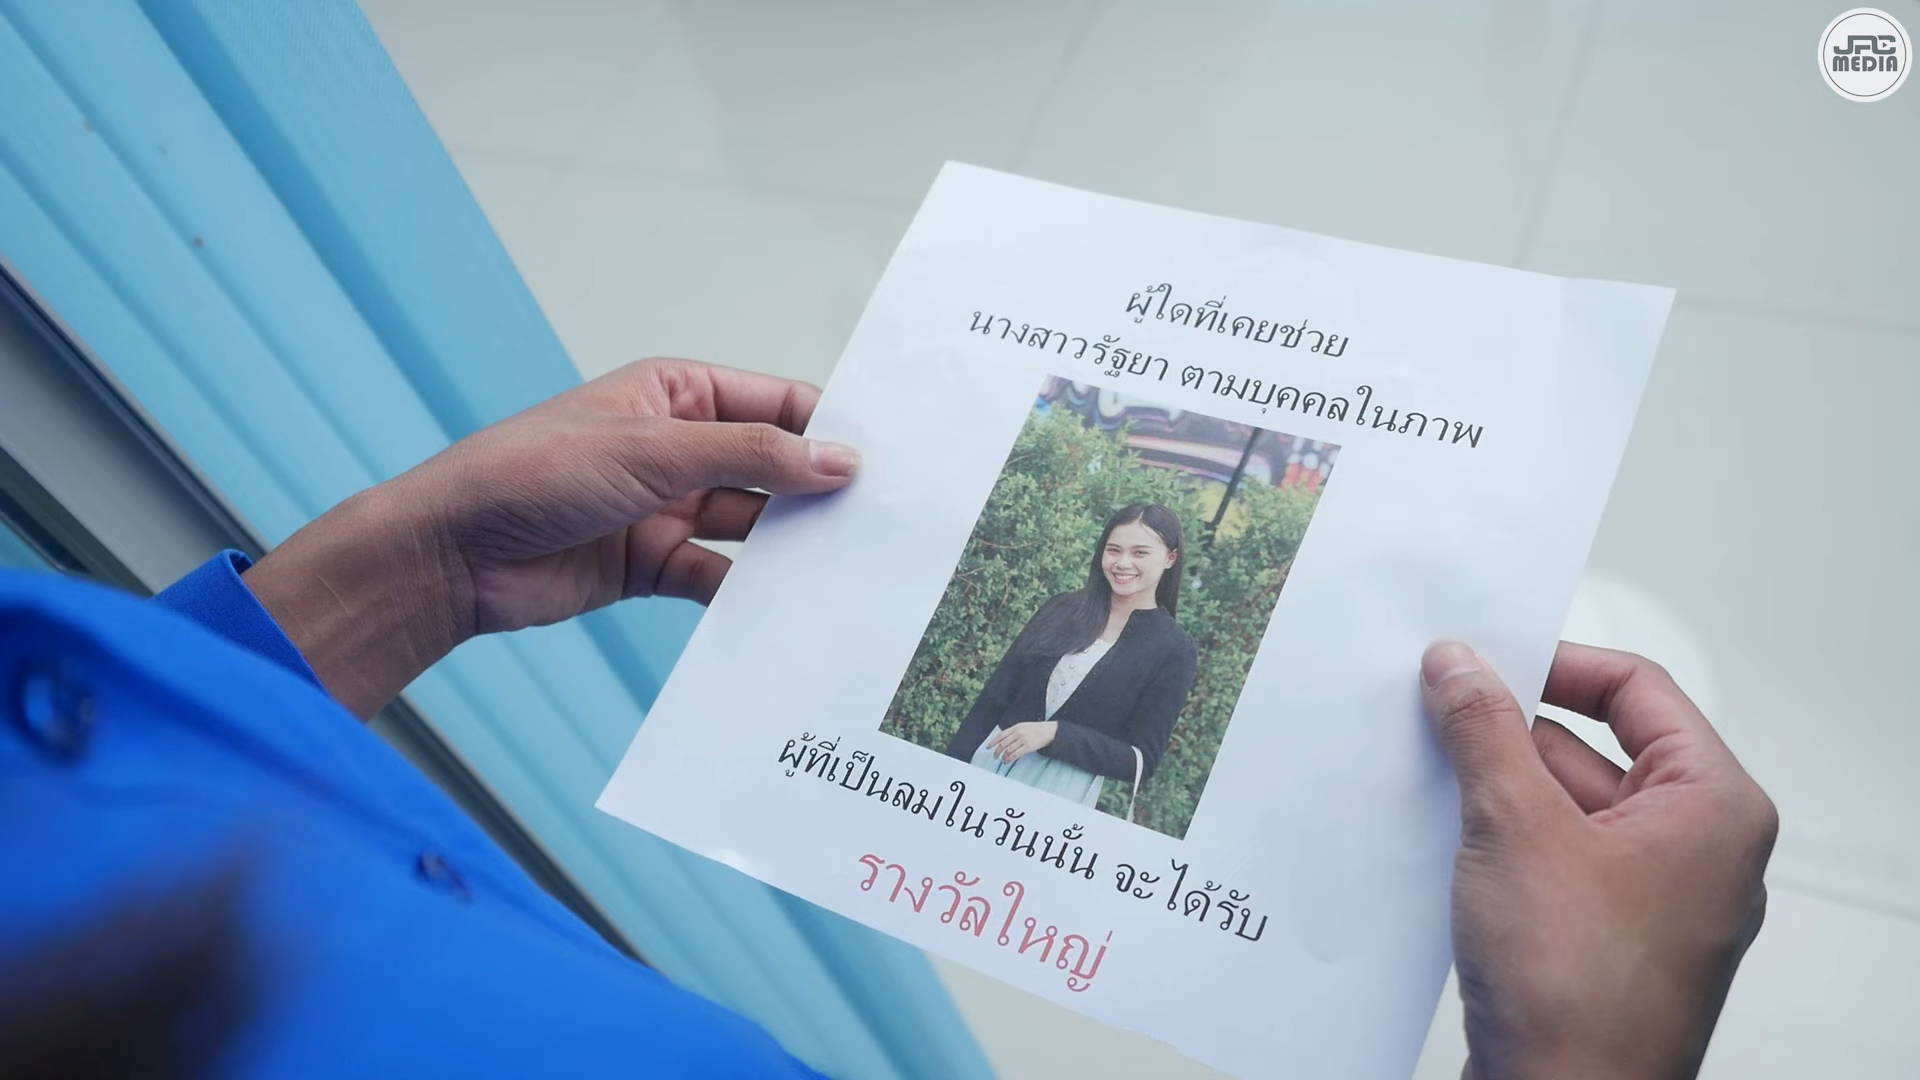 JAC
MEDIA
ผู้ใดที่เคยช่วย
นางสาวรัฐยา ตามบุคคลในภาพ
ผู้ที่เป็นลมในวันนั้น จะได้รับ
รางวัลใหญ่